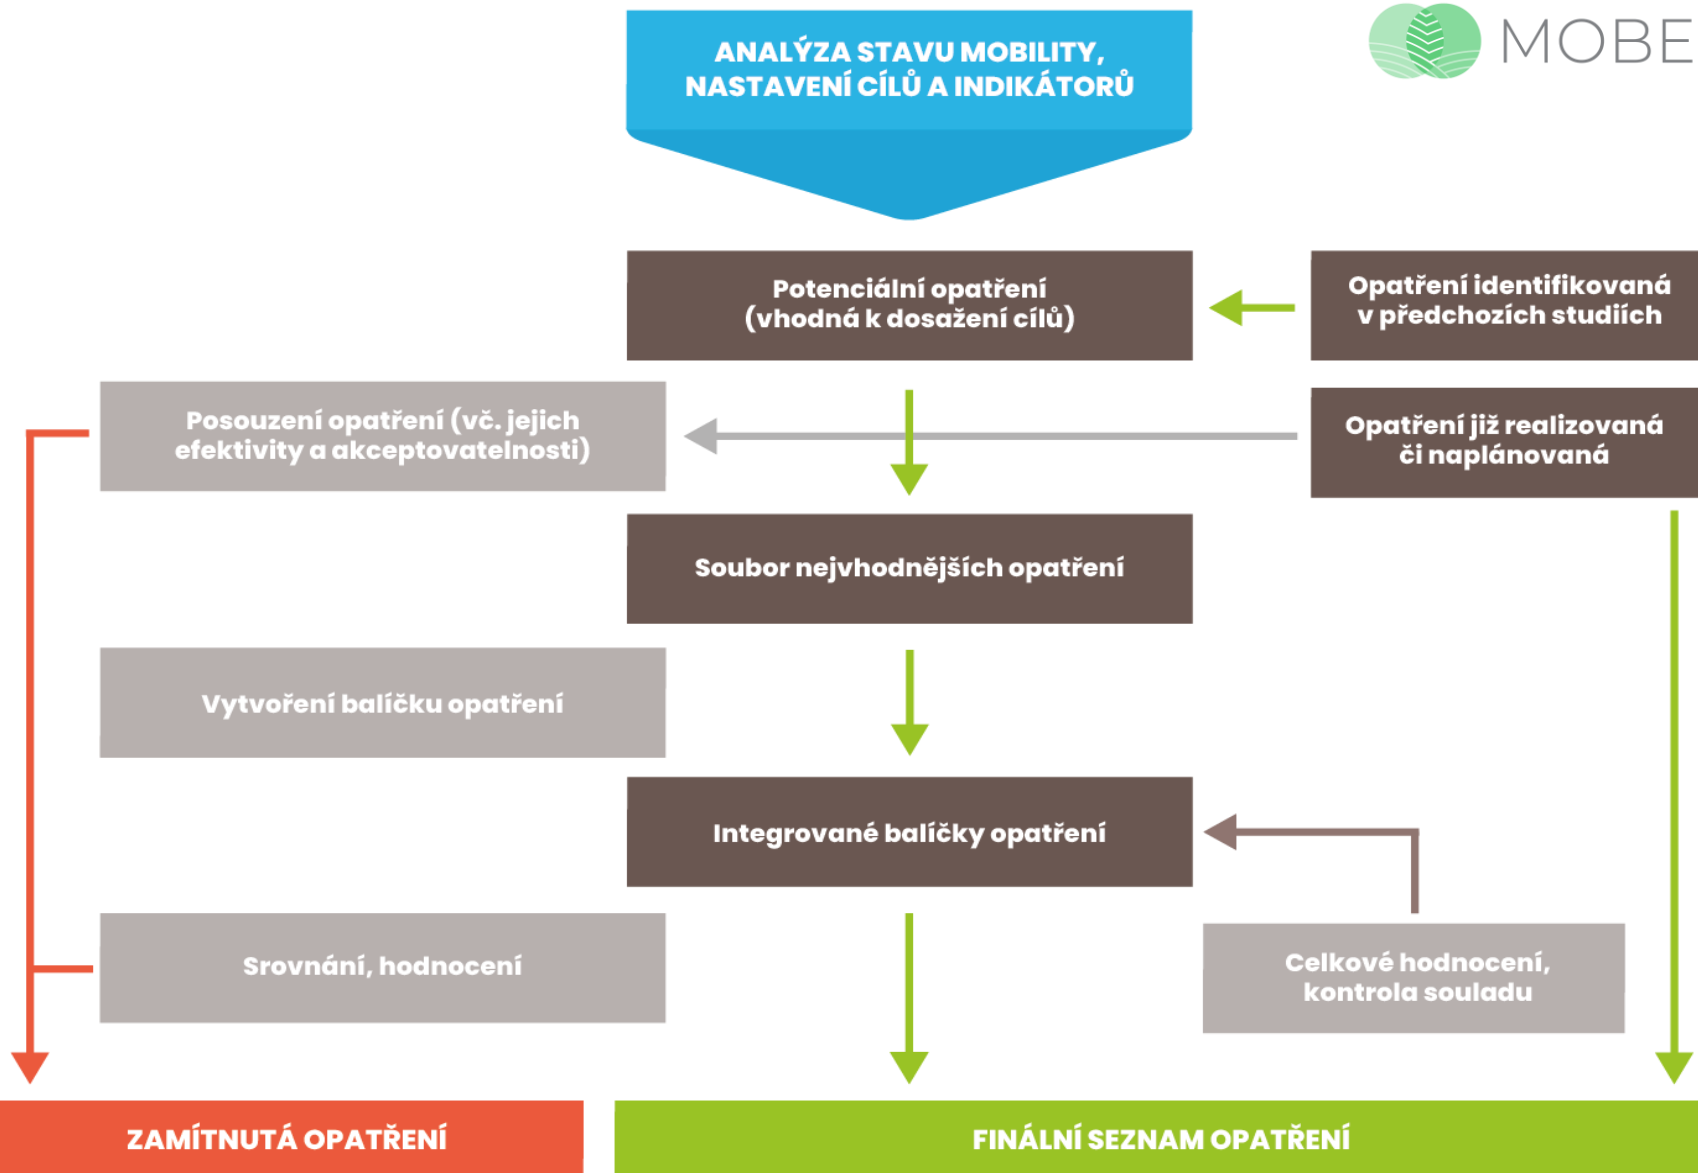 MOBE
ANALÝZA STAVU MOBILITY,
NASTAVENÍ CÍLŮ A INDIKÁTORŮ
Potenciální opatření
(vhodná k dosažení cílů)
Opatření identifikovaná
v předchozích studiích
Posouzení opatření (vč. jejich
efektivity a akceptovatelnosti)
Opatření již realizovaná
či naplánovaná
Soubor nejvhodnějších opatření
Vytvoření balíčku opatření
Integrované balíčky opatření
Srovnání, hodnocení
Celkové hodnocení,
kontrola souladu
ZAMÍTNUTÁ OPATŘENÍ
FINÁLNÍ SEZNAM OPATŘENÍ